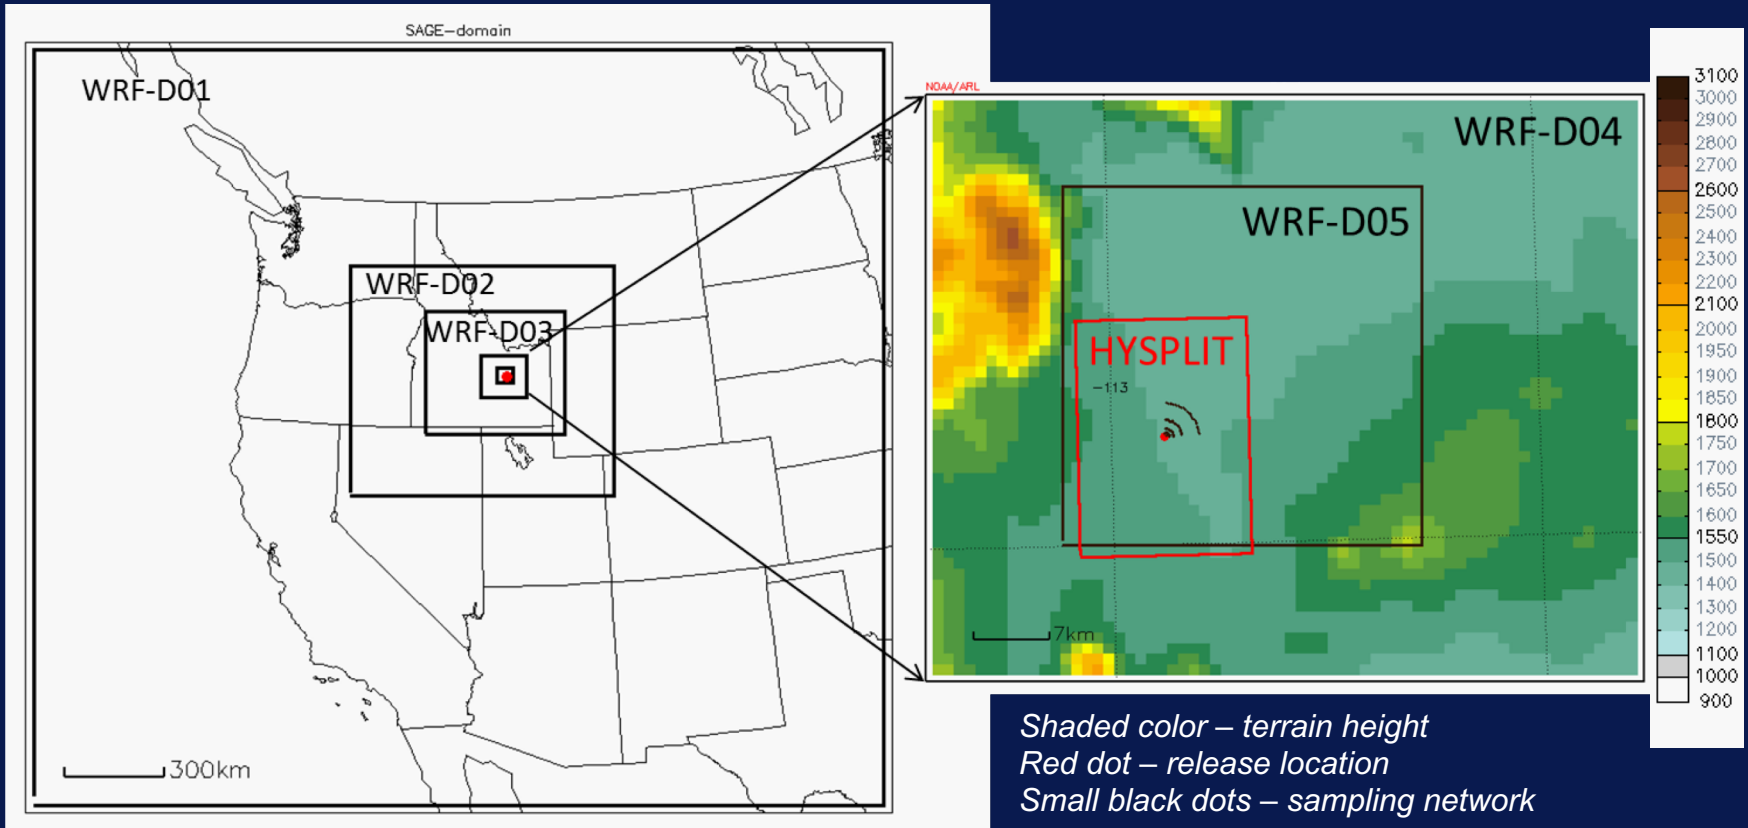 SAGE-domain
WRF-D01
WRF-D02
WRF-D03
300km
NOAA/ARL
WRF-D04
WRF-D05
HYSPLIT
-113
7km
3100
3000
2900
2800
2700
2600
2500
2400
2300
2200
2100
2000
1950
1900
1850
1800
1750
1700
1650
1600
1550
1500
1400
1300
1200
1100
1000
900
Shaded color – terrain height
Red dot – release location
Small black dots – sampling network